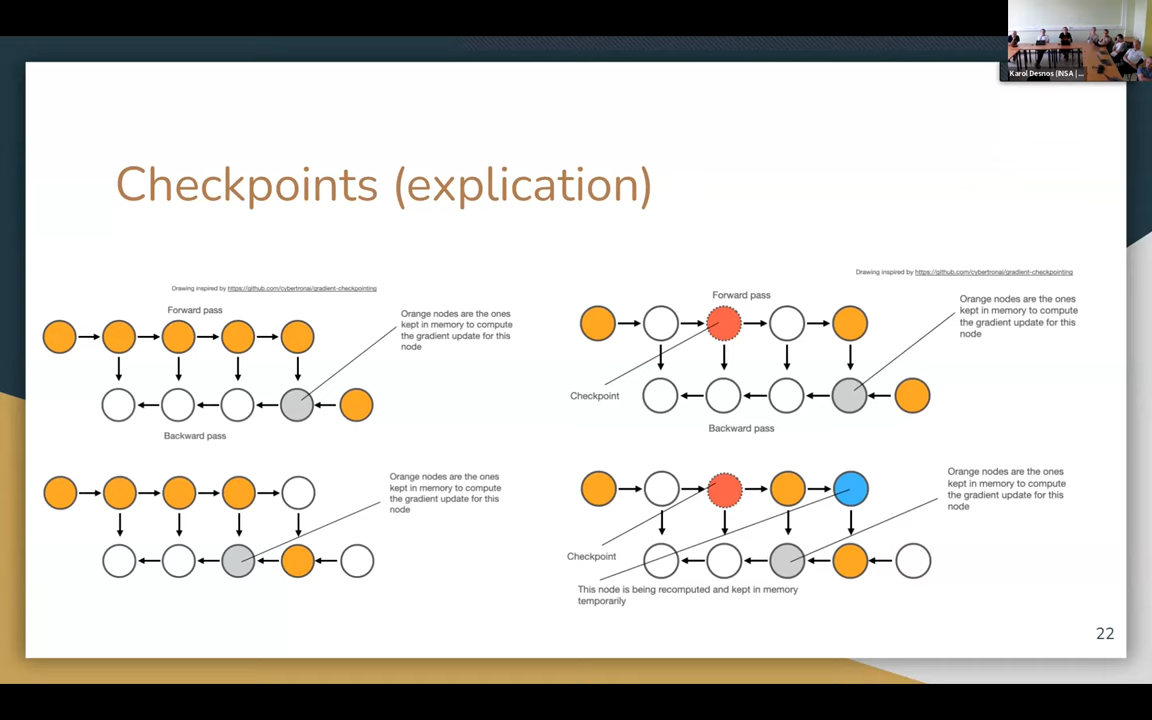 Karol Desnos (INSA | ...
Checkpoints (explication)
Drawing inspired by https://github.com/cybertronai/gradient-checkpointing
Forward pass
Orange nodes are the ones
kept in memory to compute
the gradient update for this
node
Backward pass
Orange nodes are the ones
kept in memory to compute
the gradient update for this
node
Drawing inspired by https://github.com/cybertronai/gradient-checkpointing
Forward pass
Orange nodes are the ones
kept in memory to compute
the gradient update for this
node
Checkpoint
Backward pass
Orange nodes are the ones
kept in memory to compute
the gradient update for this
node
Checkpoint
This node is being recomputed and kept in memory
temporarily
22